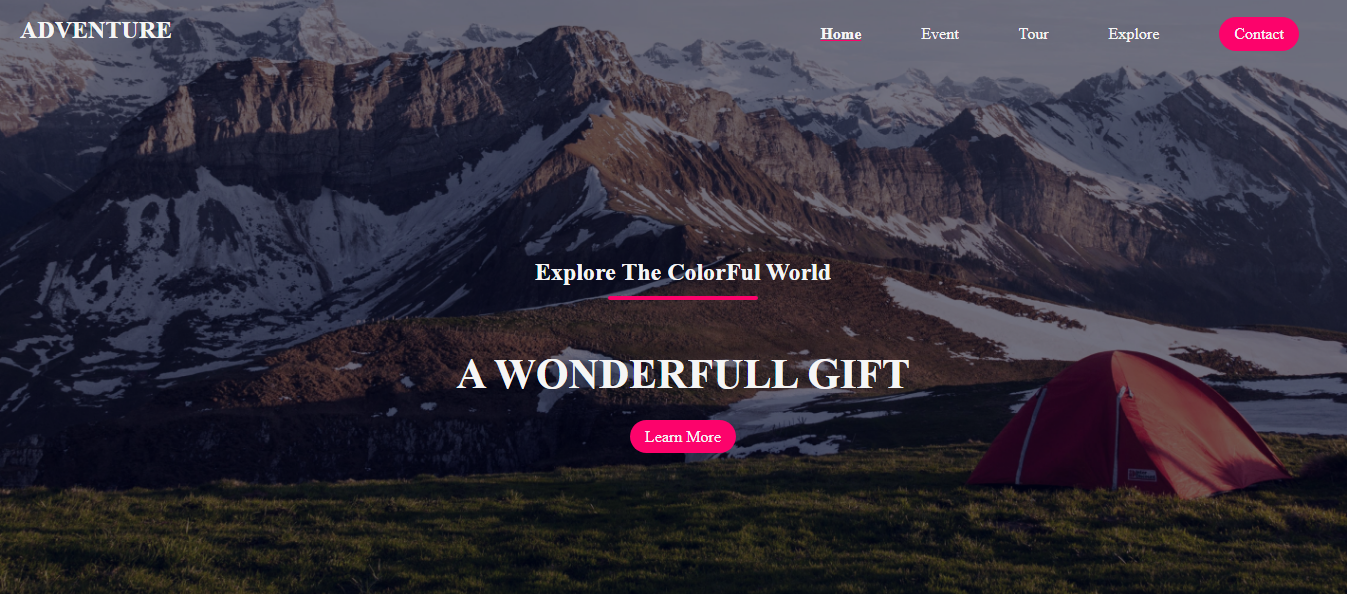 ADVENTURE
Home Event Tour Explore Contact
Explore The ColorFul World
A WONDERFULL GIFT
Learn More